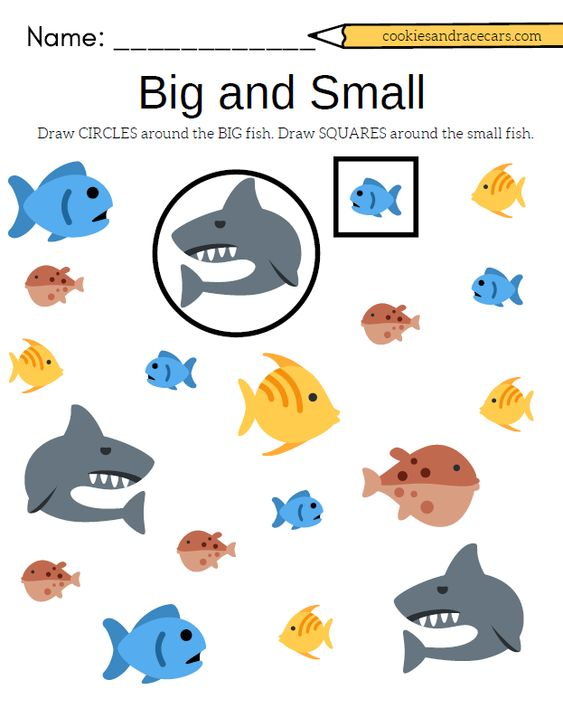 Name: _____________
cookiesandracecars.com
Big and Small
Draw CIRCLES around the BIG fish. Draw SQUARES around the small fish.